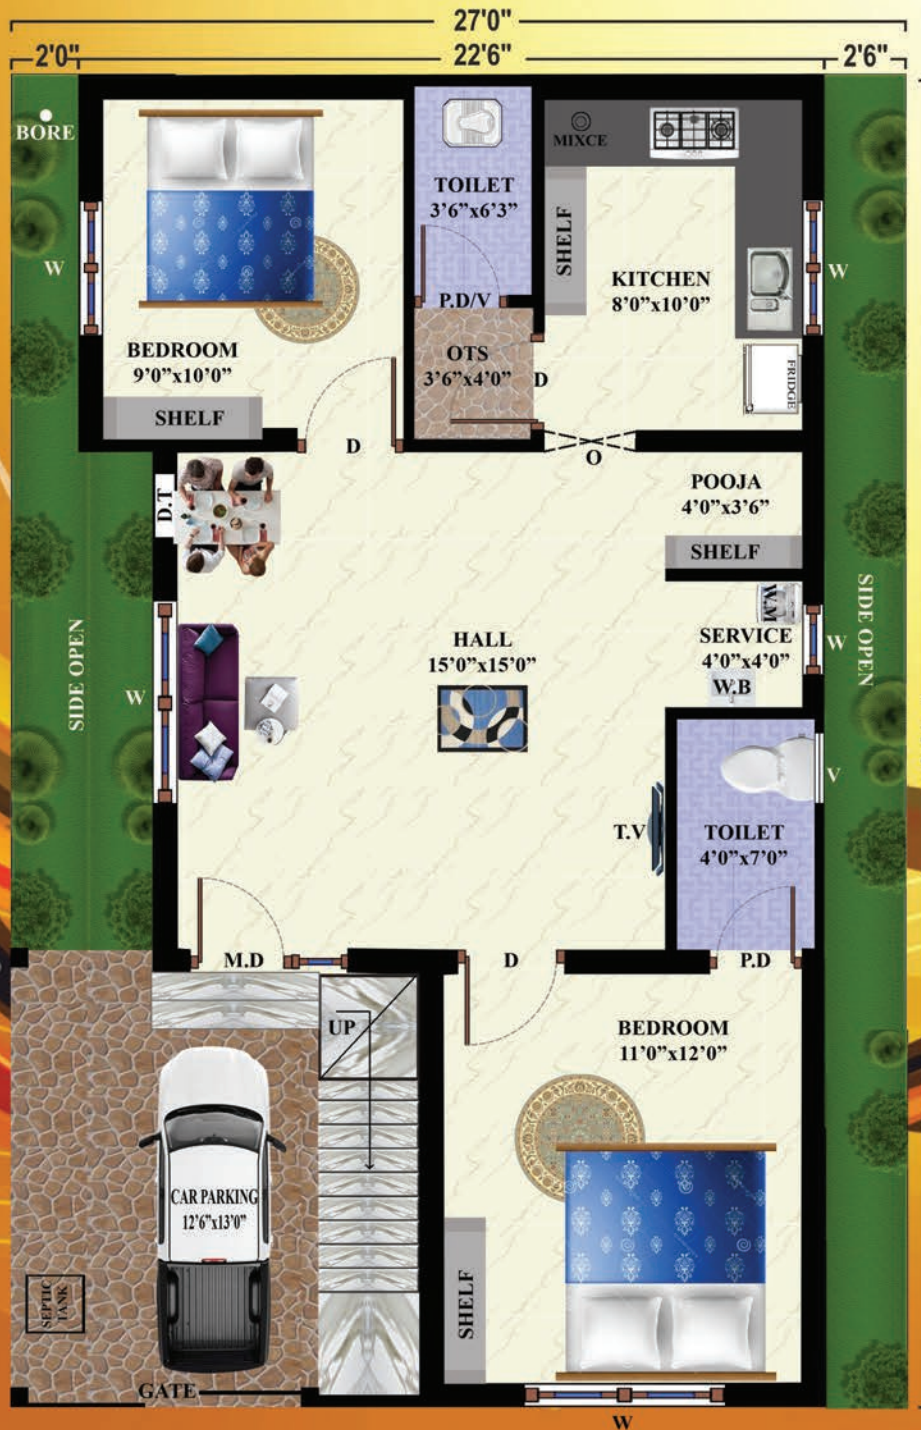 27'0"
2'0"
22'6"
2'6"
BORE
MIXCE
TOILET
3'6"x6'3"
SHELF
KITCHEN
8'0"x10'0"
W
W
P.D/V
BEDROOM
9'0"x10'0"
OTS
3'6"x4'0"
D
FRIDGE
SHELF
D
O
D.T
POOJA
4'0"x3'6"
SHELF
W.M
SIDE OPEN
HALL
15'0"x15'0"
SERVICE
4'0"x4'0"
W
SIDE OPEN
W
W.B
V
T.V
TOILET
4'0"x7'0"
M.D
D
P.D
UP
BEDROOM
11'0"x12'0"
CAR PARKING
12'6"x13'0"
SEPTIC
TANK
SHELF
GATE
W